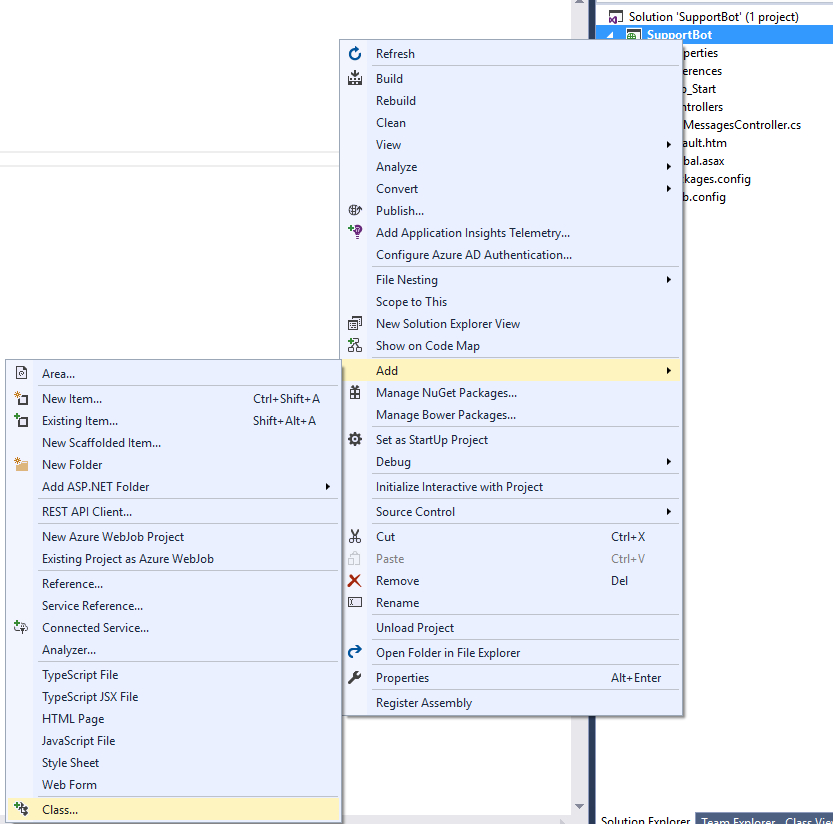 Solution 'SupportBot' (1 project)
SupportBot
perties
erences
o_Start
ntrollers
MessagesController.cs
ault.htm
bal.asax
kages.config
b.config
Refresh
Build
Rebuild
Clean
View
Analyze
Convert
Publish...
Add Application Insights Telemetry...
Configure Azure AD Authentication...
File Nesting
Scope to This
New Solution Explorer View
Show on Code Map
Add
Manage NuGet Packages...
Manage Bower Packages...
Set as StartUp Project
Debug
Initialize Interactive with Project
Source Control
Cut Ctrl+X
Paste Ctrl+V
Remove Del
Rename
Unload Project
Open Folder in File Explorer
Properties Alt+Enter
Register Assembly
Area...
New Item... Ctrl+Shift+A
Existing Item... Shift+Alt+A
New Scaffolded Item...
New Folder
Add ASP.NET Folder
REST API Client...
New Azure WebJob Project
Existing Project as Azure WebJob
Reference...
Service Reference...
Connected Service...
Analyzer...
TypeScript File
TypeScript JSX File
HTML Page
JavaScript File
Style Sheet
Web Form
Class...
Solution Explorer Team Explorer Class Vie